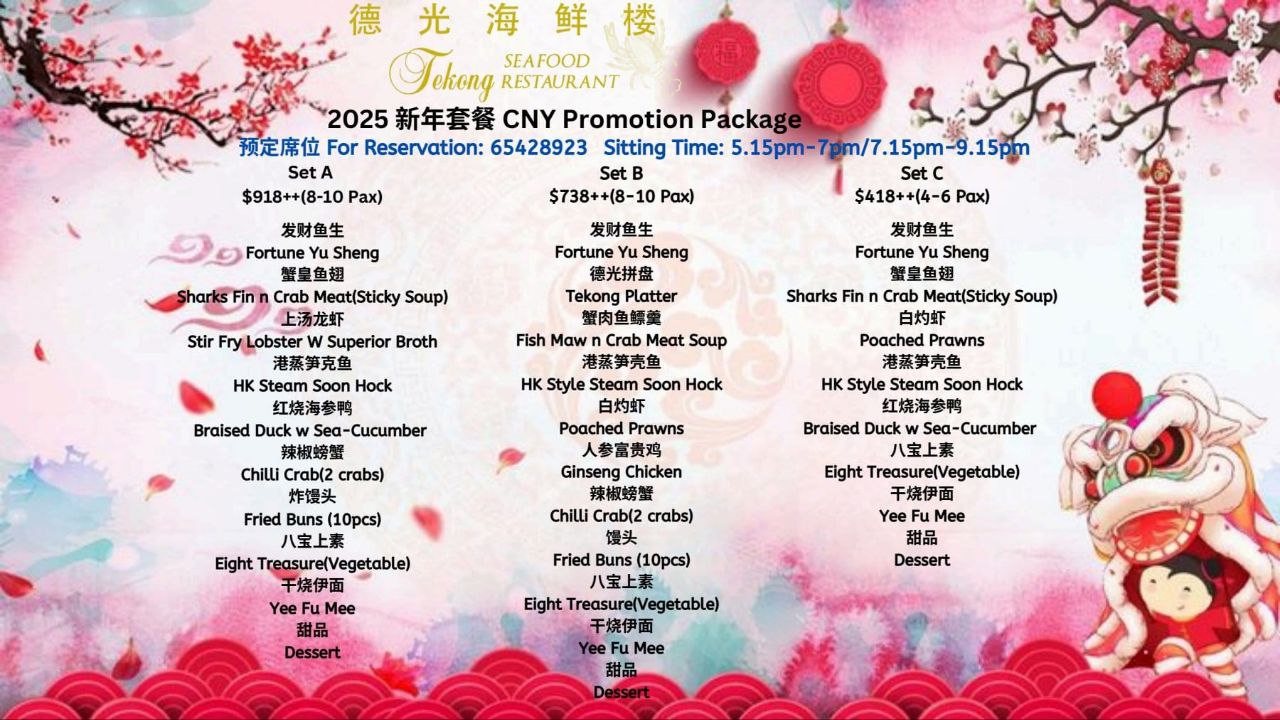 德光海鲜楼
Tekong SEAFOOD RESTAURANT
福
2025 新年套餐 CNY Promotion Package
预定席位 For Reservation: 65428923 Sitting Time: 5.15pm-7pm/7.15pm-9.15pm
Set A
$918++(8-10 Pax)
发财鱼生
Fortune Yu Sheng
蟹皇鱼翅
Sharks Fin n Crab Meat(Sticky Soup)
上汤龙虾
Stir Fry Lobster W Superior Broth
港蒸笋克鱼
HK Steam Soon Hock
红烧海参鸭
Braised Duck w Sea-Cucumber
辣椒螃蟹
Chilli Crab(2 crabs)
炸馒头
Fried Buns (10pcs)
八宝上素
Eight Treasure(Vegetable)
干烧伊面
Yee Fu Mee
甜品
Dessert
Set B
$738++(8-10 Pax)
发财鱼生
Fortune Yu Sheng
德光拼盘
Tekong Platter
蟹肉鱼鳔羹
Fish Maw n Crab Meat Soup
港蒸笋壳鱼
HK Style Steam Soon Hock
白灼虾
Poached Prawns
人参富贵鸡
Ginseng Chicken
辣椒螃蟹
Chilli Crab(2 crabs)
馒头
Fried Buns (10pcs)
八宝上素
Eight Treasure(Vegetable)
干烧伊面
Yee Fu Mee
甜品
Dessert
Set C
$418++(4-6 Pax)
发财鱼生
Fortune Yu Sheng
蟹皇鱼翅
Sharks Fin n Crab Meat(Sticky Soup)
白灼虾
Poached Prawns
港蒸笋壳鱼
HK Style Steam Soon Hock
红烧海参鸭
Braised Duck w Sea-Cucumber
八宝上素
Eight Treasure(Vegetable)
干烧伊面
Yee Fu Mee
甜品
Dessert